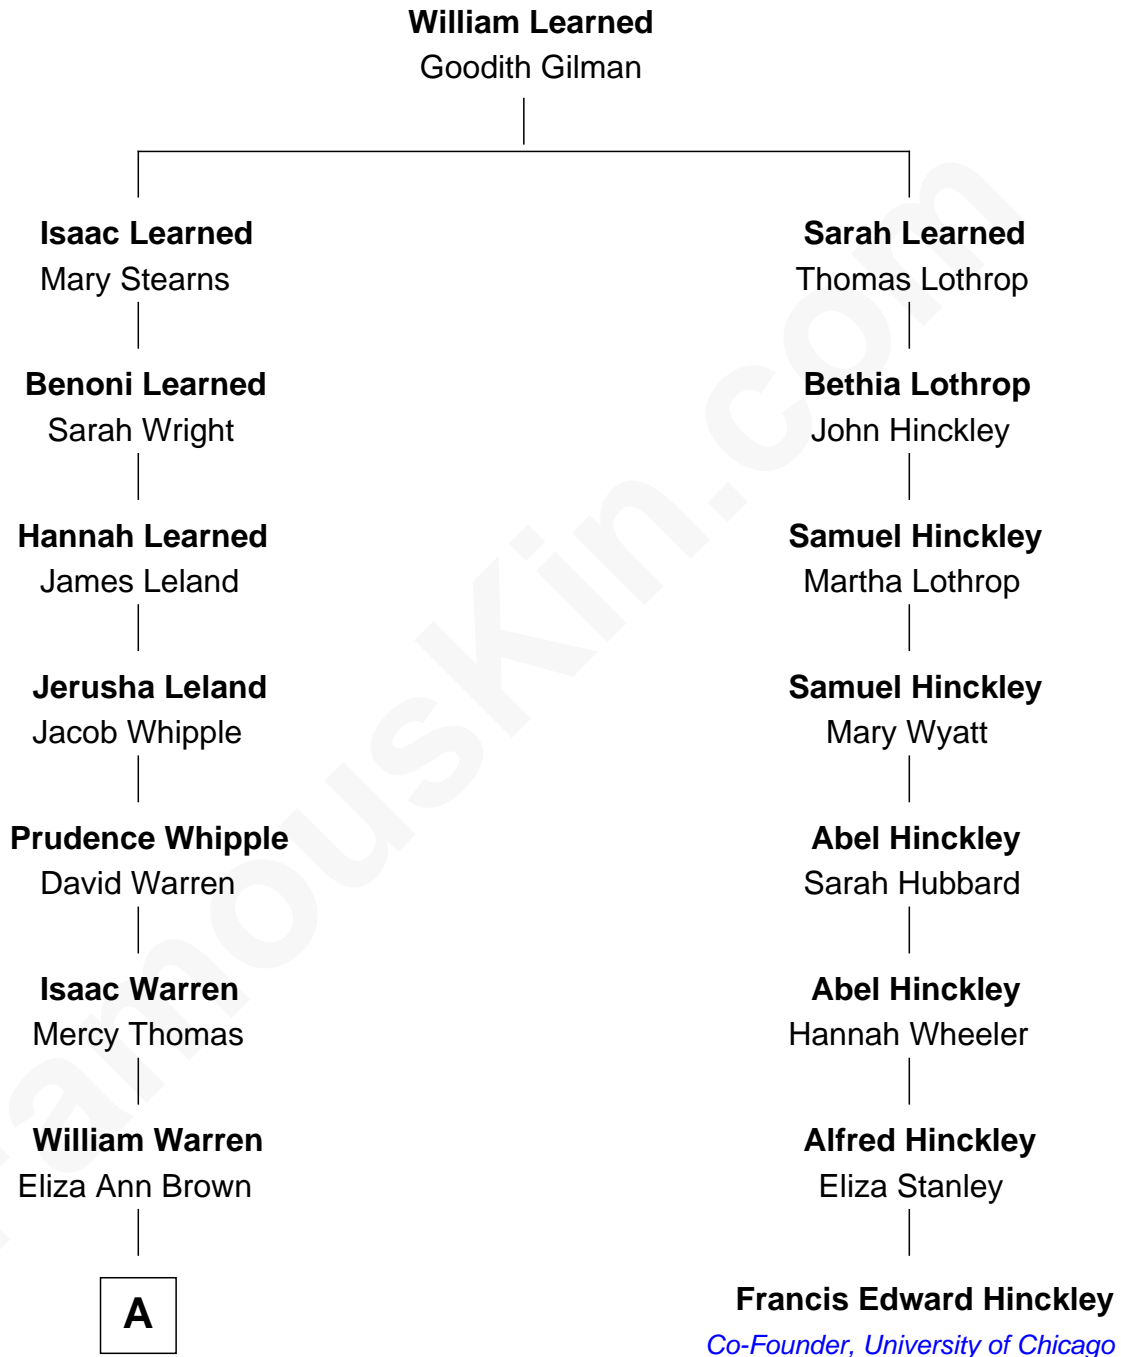 William Learned
Goodith Gilman
Isaac Learned
Mary Stearns
Sarah Learned
Thomas Lothrop
Benoni Learned
Sarah Wright
Bethia Lothrop
John Hinckley
Hannah Learned
James Leland
Samuel Hinckley
Martha Lothrop
Jerusha Leland
Jacob Whipple
Samuel Hinckley
Mary Wyatt
Prudence Whipple
David Warren
Abel Hinckley
Sarah Hubbard
Isaac Warren
Mercy Thomas
Abel Hinckley
Hannah Wheeler
William Warren
Eliza Ann Brown
Alfred Hinckley
Eliza Stanley
A
Francis Edward Hinckley
Co-Founder, University of Chicago
FamousKin.com